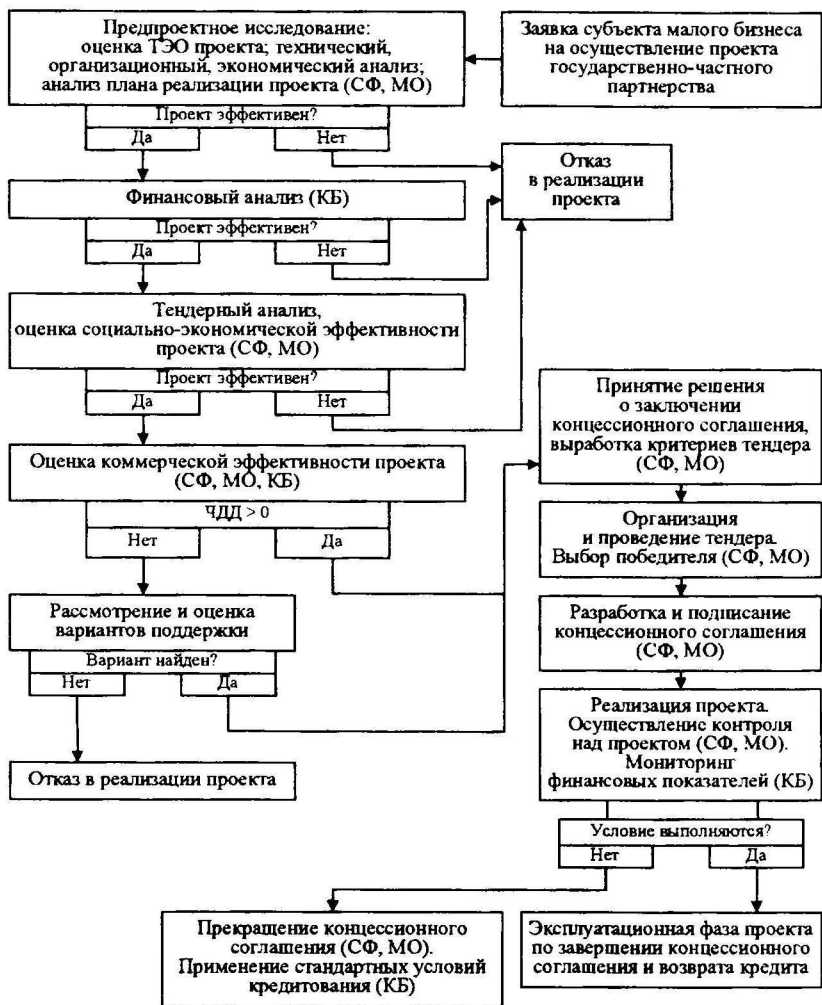 Предпроектное исследование:
оценка ТЭО проекта; технический,
организационный, экономический анализ;
анализ плана реализации проекта (СФ, МО)
Заявка субъекта малого бизнеса
на осуществление проекта
государственно-частного
партнерства
Проект эффективен?
Да
Нет
Отказ
в реализации
проекта
Финансовый анализ (КБ)
Проект эффективен?
Да
Нет
Тендерный анализ,
оценка социально-экономической эффективности
проекта (СФ, МО)
Проект эффективен?
Да
Нет
Оценка коммерческой эффективности проекта
(СФ, МО, КБ)
ЧДД > 0
Нет
Да
Рассмотрение и оценка
вариантов поддержки
Вариант найден?
Нет
Да
Отказ в реализации проекта
Принятие решения
о заключении
концессионного соглашения,
выработка критериев тендера
(СФ, МО)
Организация
и проведение тендера.
Выбор победителя (СФ, МО)
Разработка и подписание
концессионного соглашения
(СФ, МО)
Реализация проекта.
Осуществление контроля
над проектом (СФ, МО).
Мониторинг
финансовых показателей (КБ)
Условие выполняются?
Нет
Да
Прекращение концессионного
соглашения (СФ, МО).
Применение стандартных условий
кредитования (КБ)
Эксплуатационная фаза проекта
по завершении концессионного
соглашения и возврата кредита